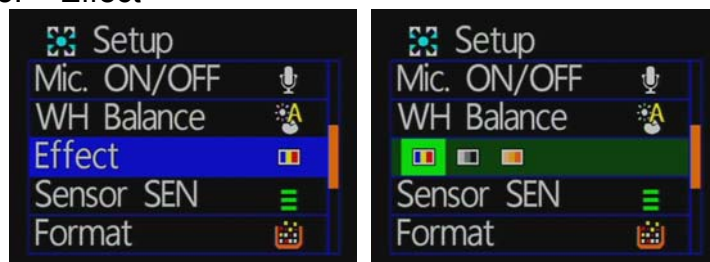 Effect
Setup
Mic. ON/OFF
WH Balance
Effect
Sensor SEN
Format
Setup
Mic. ON/OFF
WH Balance
Sensor SEN
Format